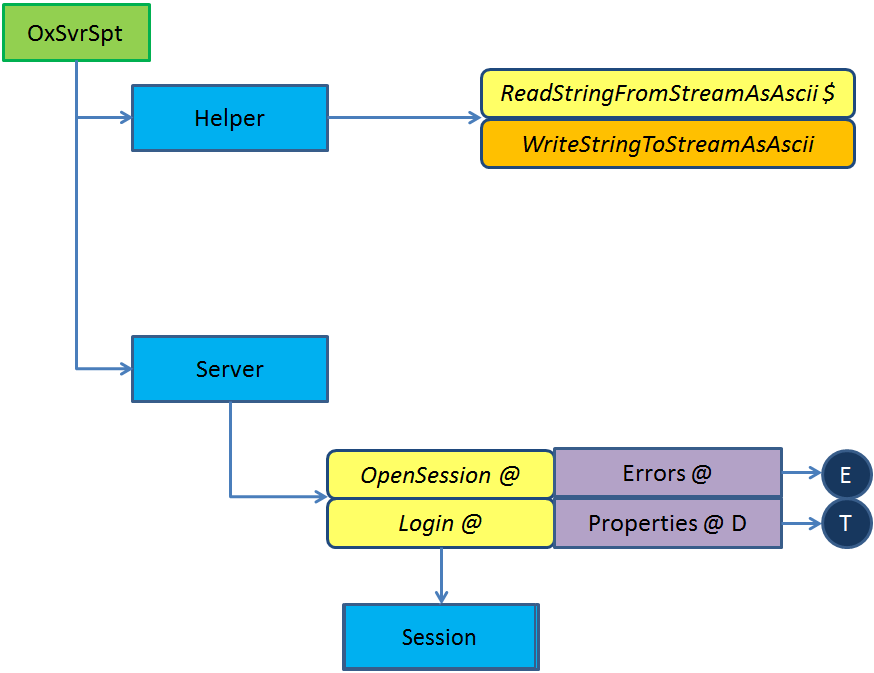 OxSvrSpt
Helper
ReadStringFromStreamAsAscii $
WriteStringToStreamAsAscii
Server
OpenSession @
Errors @
E
Login @
Properties @ D
T
Session